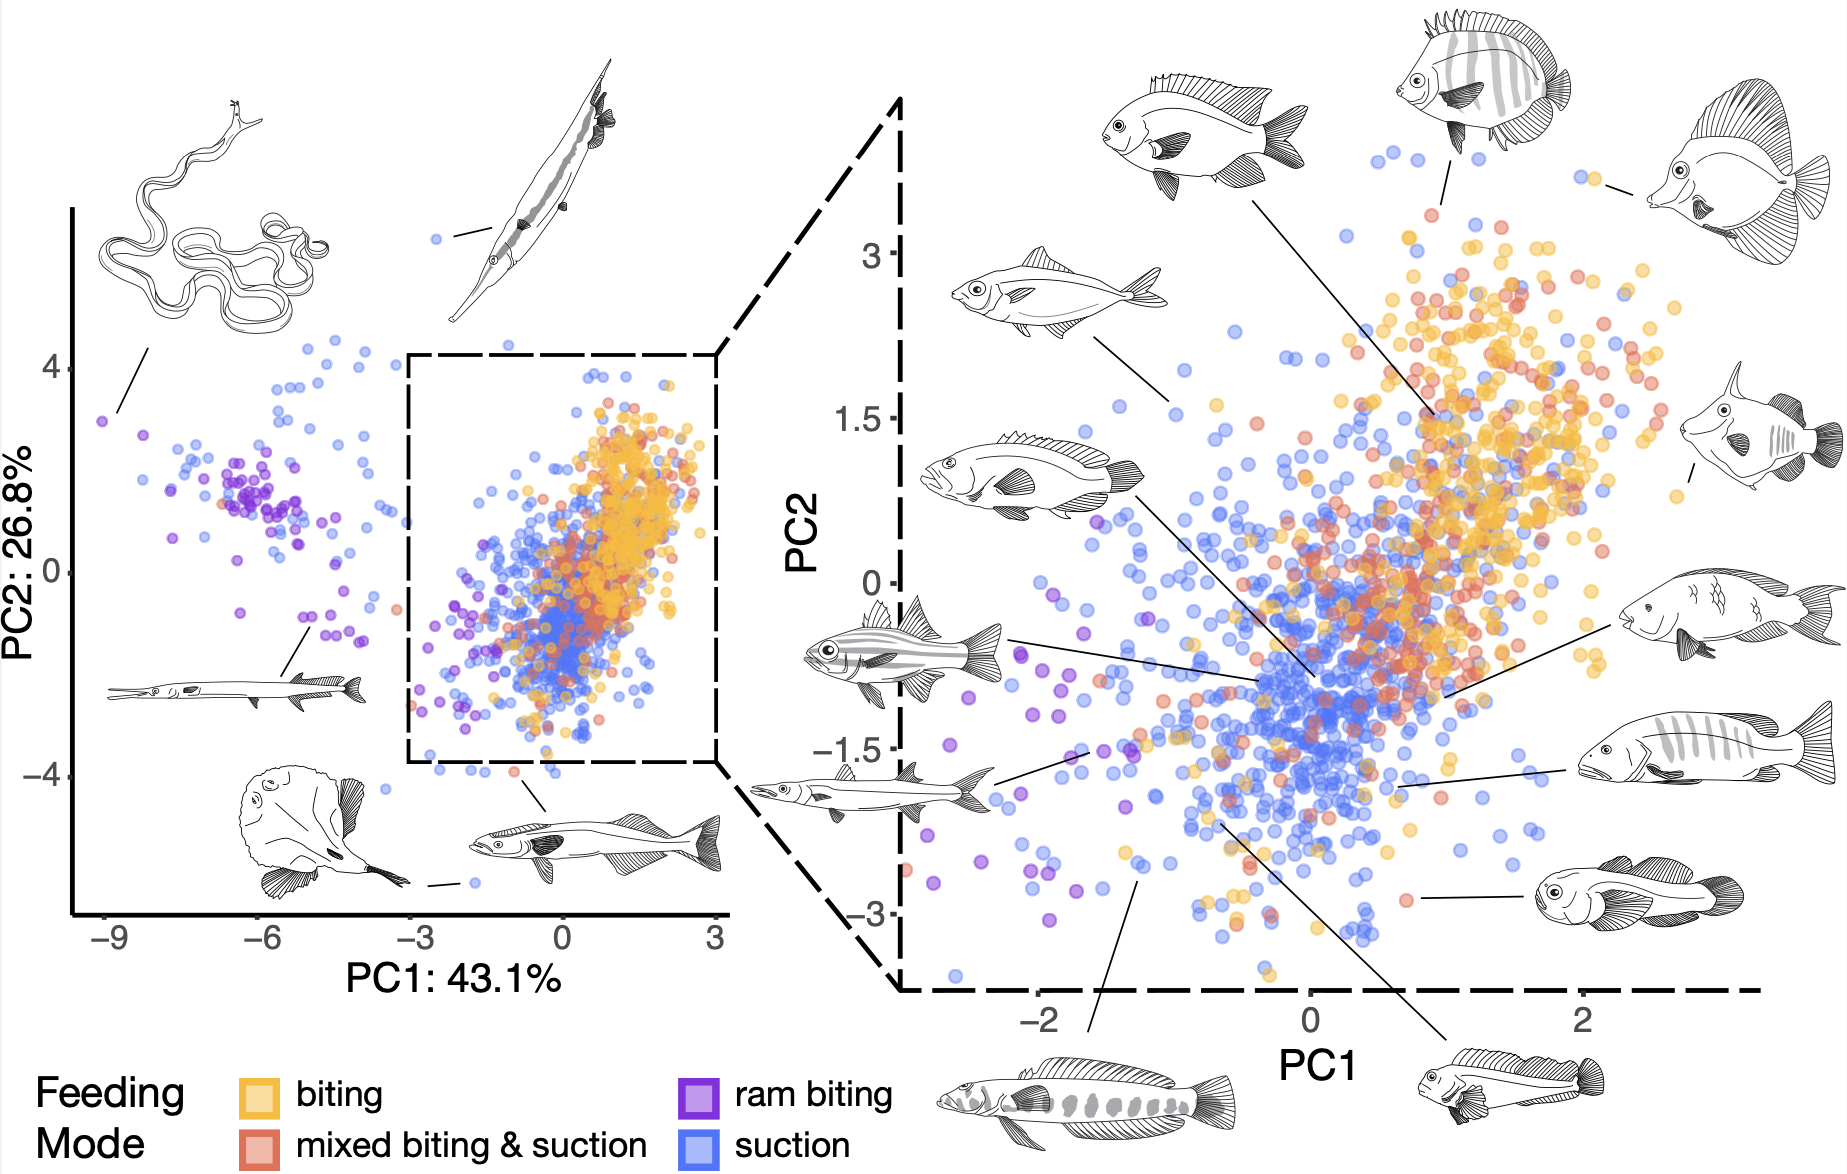 4
0
−4
PC2: 26.8%
−9
−6
−3
0
3
PC1: 43.1%
3
1.5
0
−1.5
−3
PC2
−2
0
2
PC1
Feeding
Mode
biting
mixed biting & suction
ram biting
suction